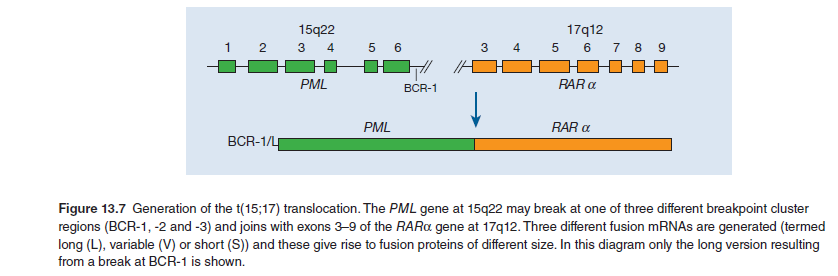 15q22 17q12
1 2 3 4 5 6 3 4 5 6 7 8 9
PML BCR-1 RAR α
PML RAR α
BCR-1/L
Figure 13.7 Generation of the t(15;17) translocation. The PML gene at 15q22 may break at one of three different breakpoint cluster
regions (BCR-1, -2 and -3) and joins with exons 3–9 of the RARα gene at 17q12. Three different fusion mRNAs are generated (termed
long (L), variable (V) or short (S)) and these give rise to fusion proteins of different size. In this diagram only the long version resulting
from a break at BCR-1 is shown.